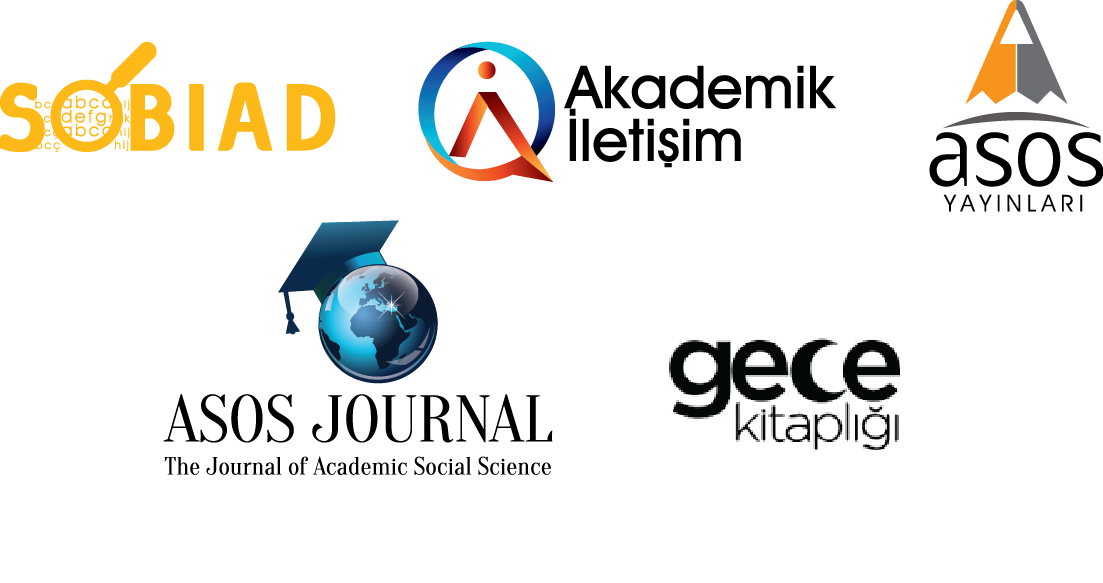 SOBIAD
Akademik
İletişim
asos
YAYINLARI
ASOS JOURNAL
The Journal of Academic Social Science
gece
kitaplığı